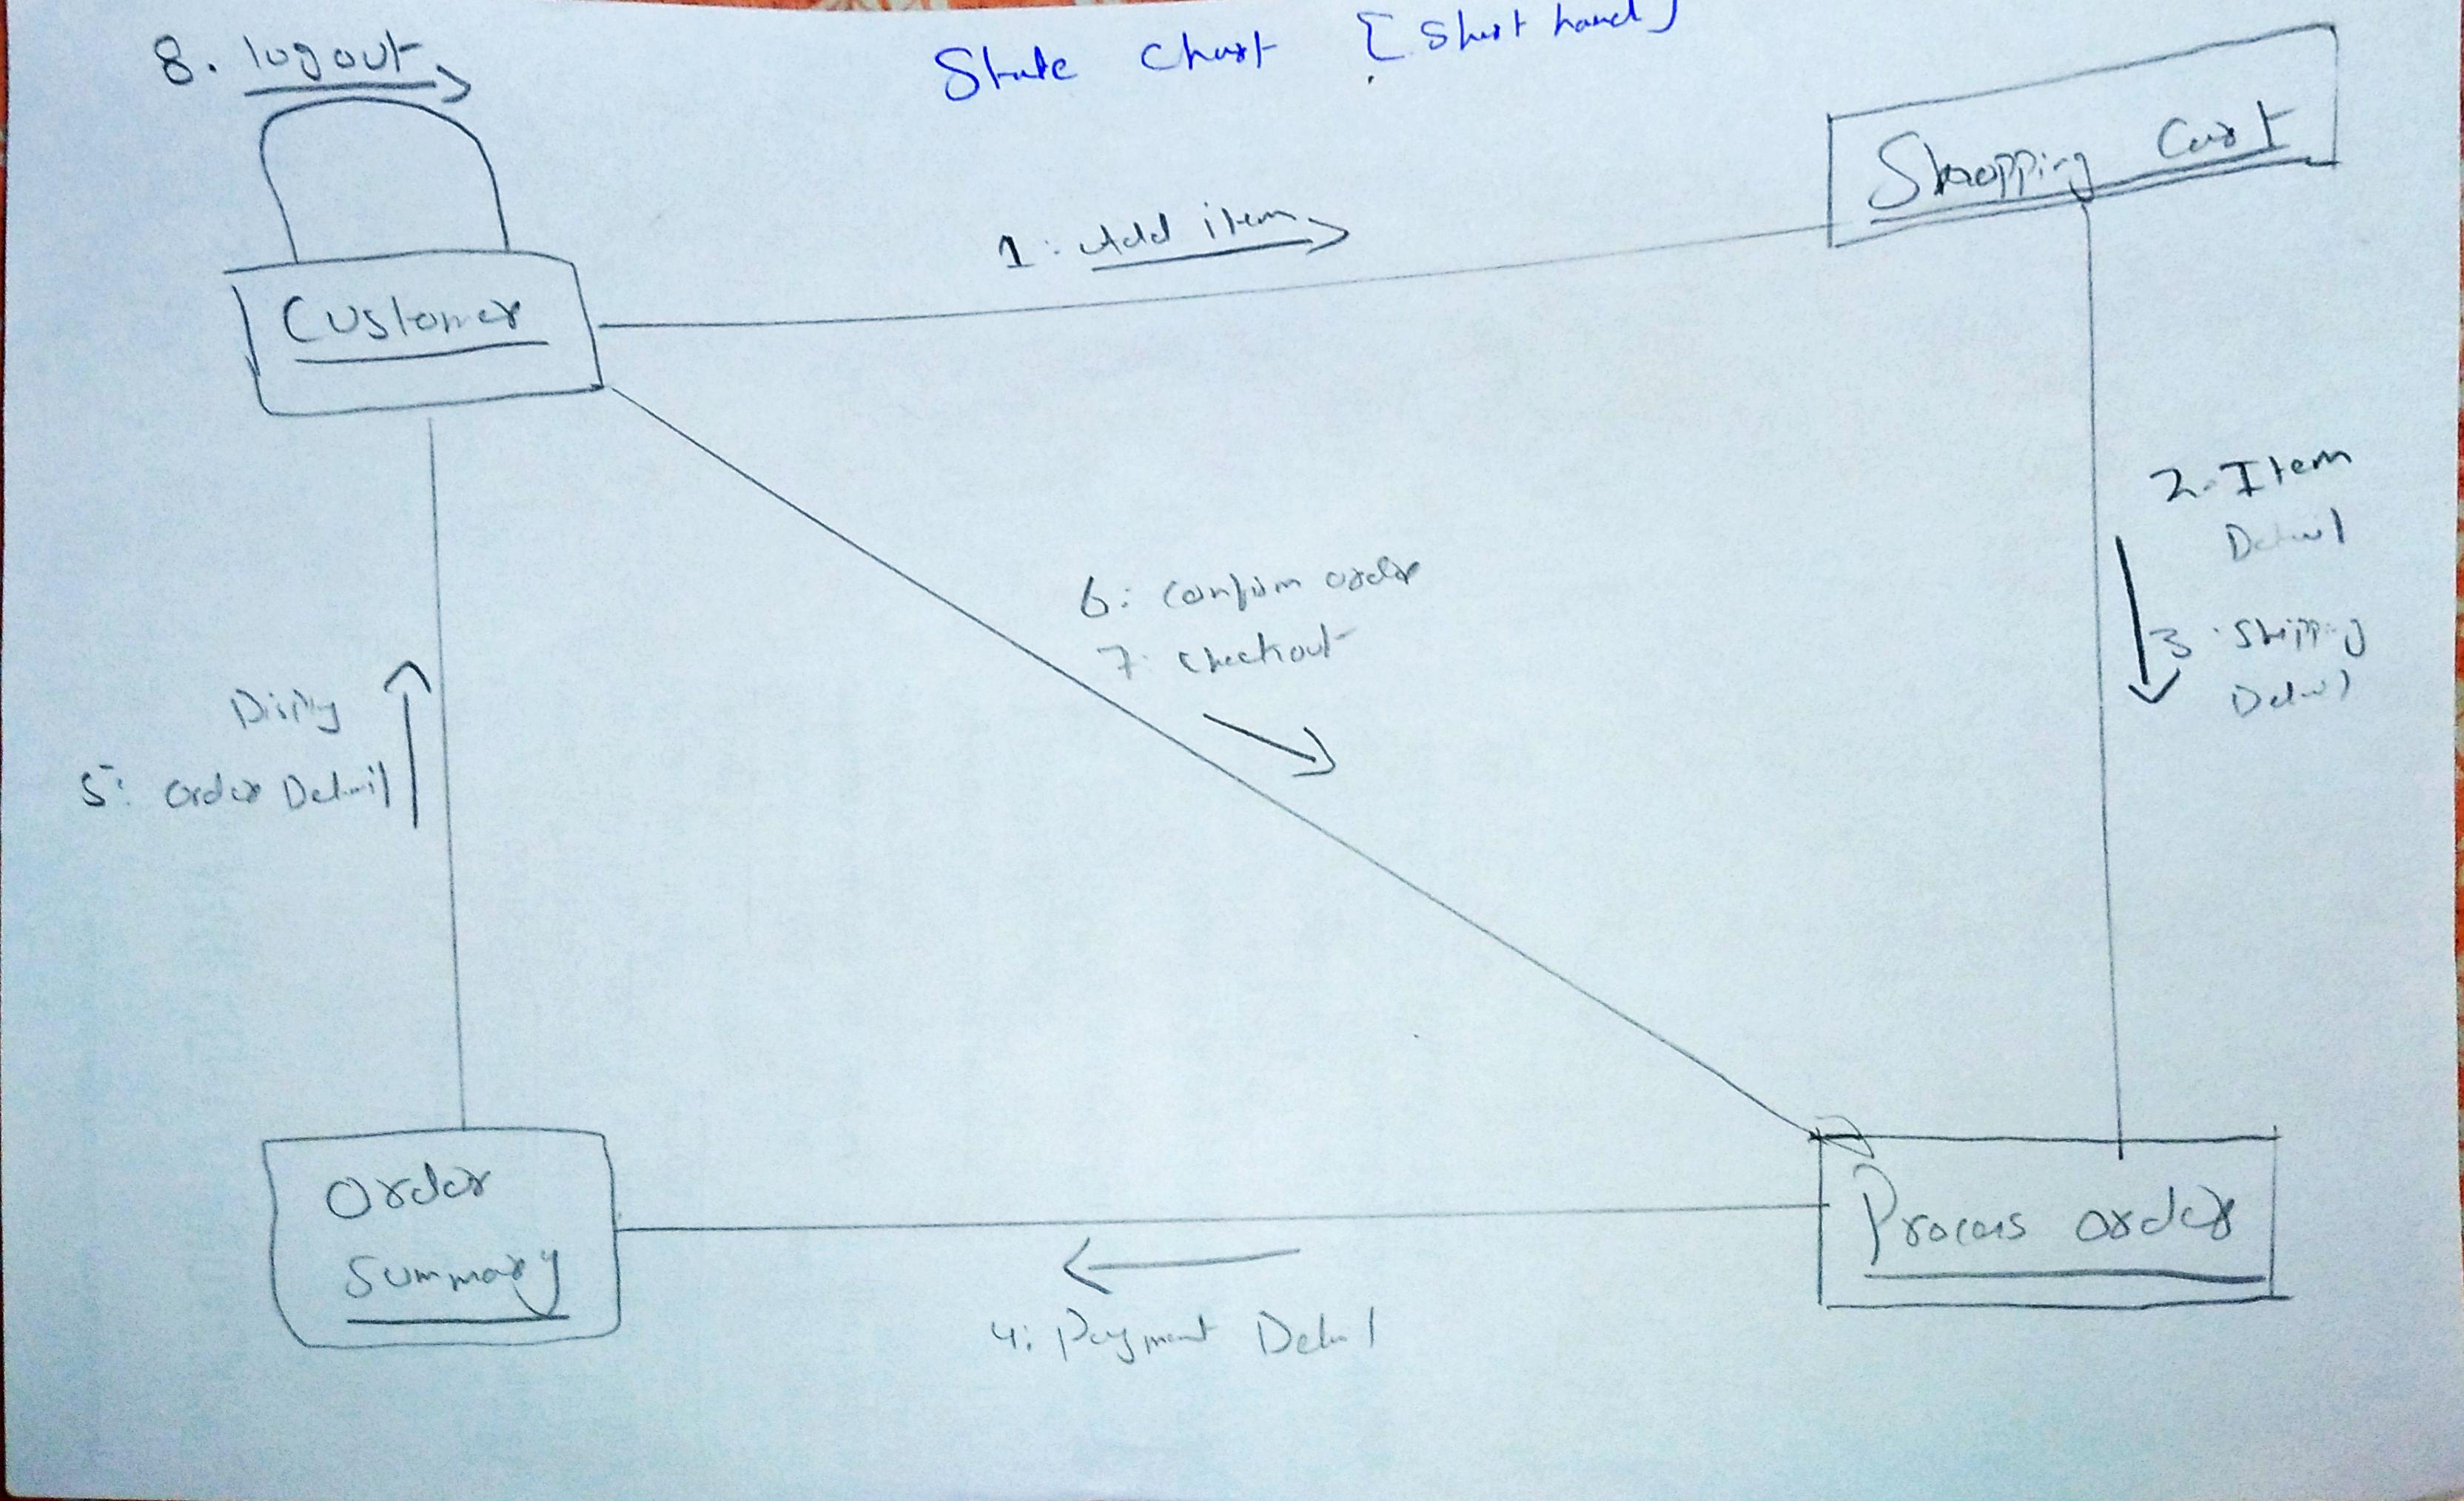 State Chart [Short hand]
8. logout
Shopping Cart
1: Add item
Customer
2. Item
Detail
6: Confirm order
7: Checkout
3. Shipping
Detail
Display
5: Order Detail
Order
Summary
Process order
4: Payment Detail